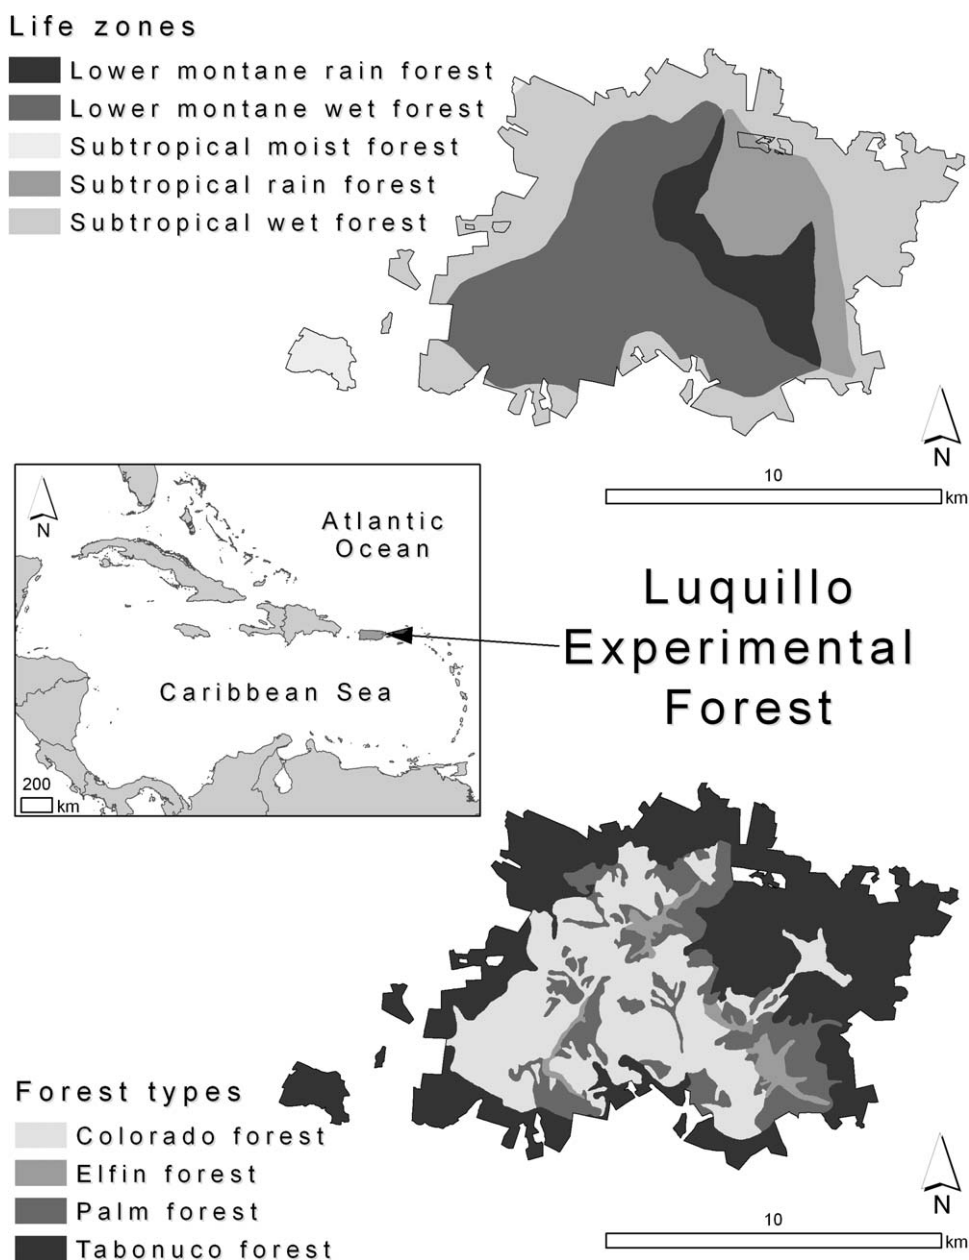 Life zones
Lower montane rain forest
Lower montane wet forest
Subtropical moist forest
Subtropical rain forest
Subtropical wet forest
N
10
km
N
Atlantic
Ocean
Caribbean Sea
200
km
Luquillo
Experimental
Forest
Forest types
Colorado forest
Elfin forest
Palm forest
Tabonuco forest
N
10
km